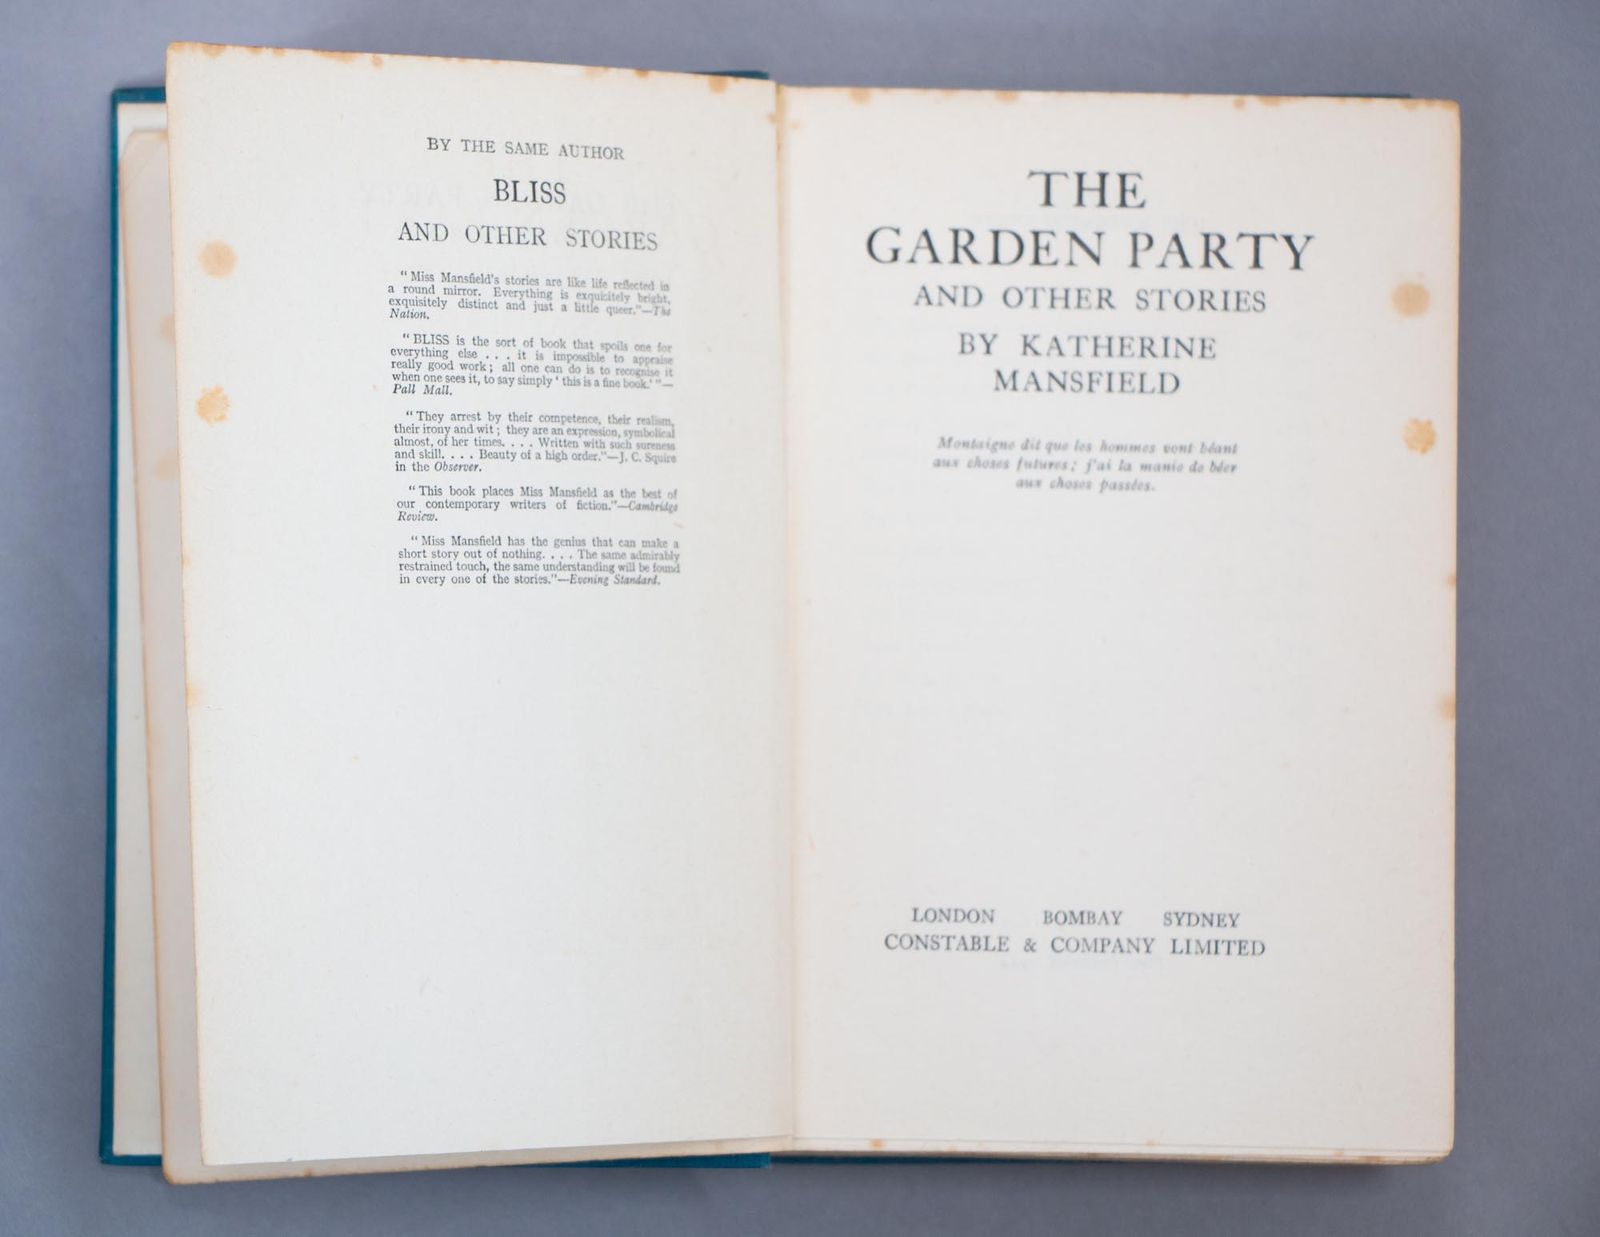 BY THE SAME AUTHOR
BLISS
AND OTHER STORIES
“ Miss Mansfield's stories are like life reflected in
a round mirror. Everything is exquisitely bright,
exquisitely distinct and just a little queer.”—The
Nation.
“ BLISS is the sort of book that spoils one for
everything else . . . it is impossible to appraise
really good work ; all one can do is to recognise it
when one sees it, to say simply ‘ this is a fine book.’ ”—
Pall Mall.
“ They arrest by their competence, their realism,
their irony and wit ; they are an expression, symbolical
almost, of her times. . . . Written with such sureness
and skill. . . . Beauty of a high order.”—J. C. Squire
in the Observer.
“ This book places Miss Mansfield as the best of
our contemporary writers of fiction.”—Cambridge
Review.
“ Miss Mansfield has the genius that can make a
short story out of nothing. . . . The same admirably
restrained touch, the same understanding will be found
in every one of the stories.”—Evening Standard.
THE
GARDEN PARTY
AND OTHER STORIES
BY KATHERINE
MANSFIELD
Montaigne dit que les hommes vont béant
aux choses futures ; j'ai la manie de béer
aux choses passées.
LONDON BOMBAY SYDNEY
CONSTABLE & COMPANY LIMITED